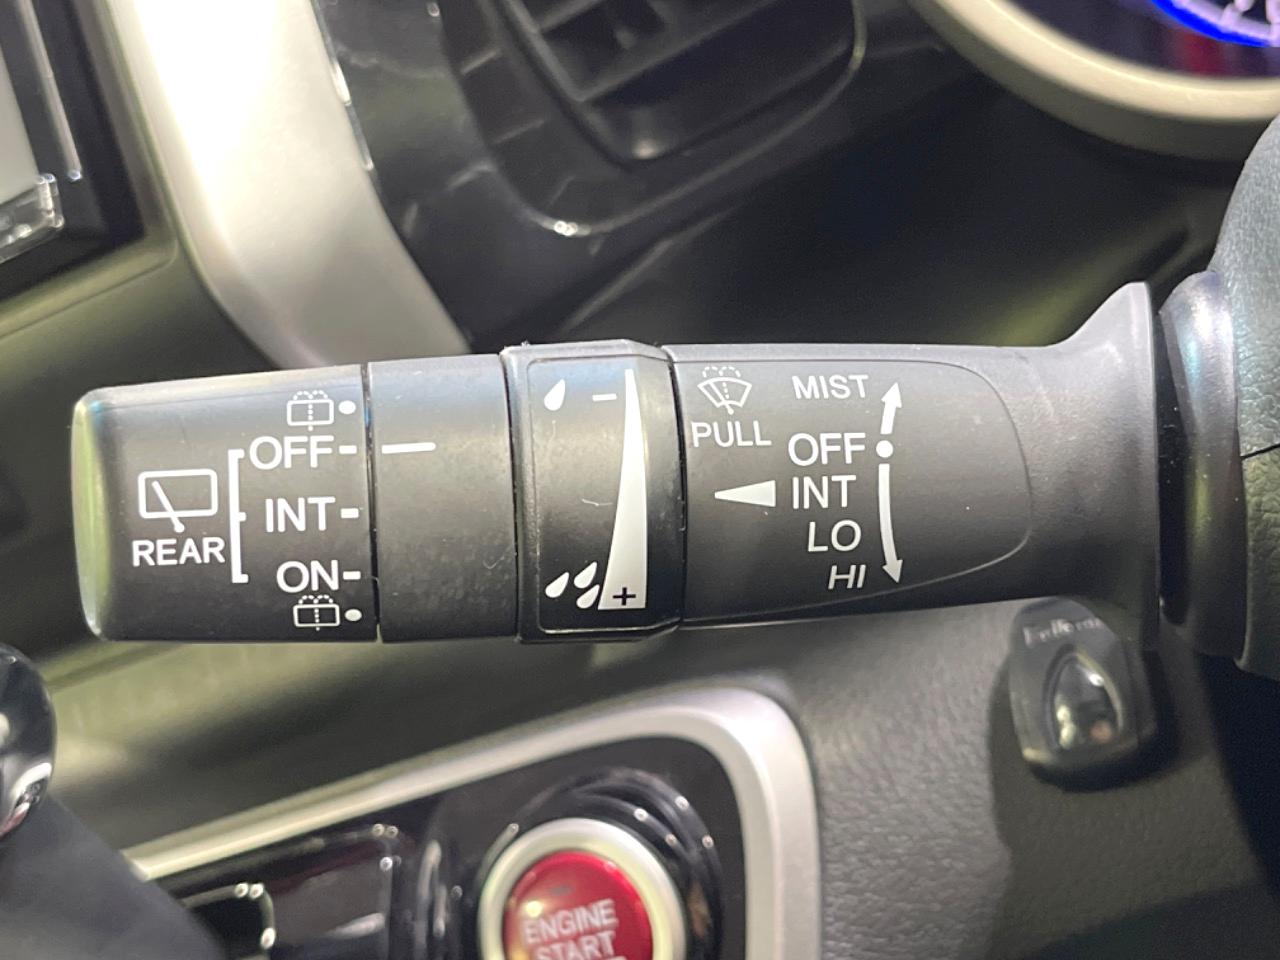 OFF
INT
ON
REAR
-
+
PULL
MIST
OFF
INT
LO
HI
ENGINE
START